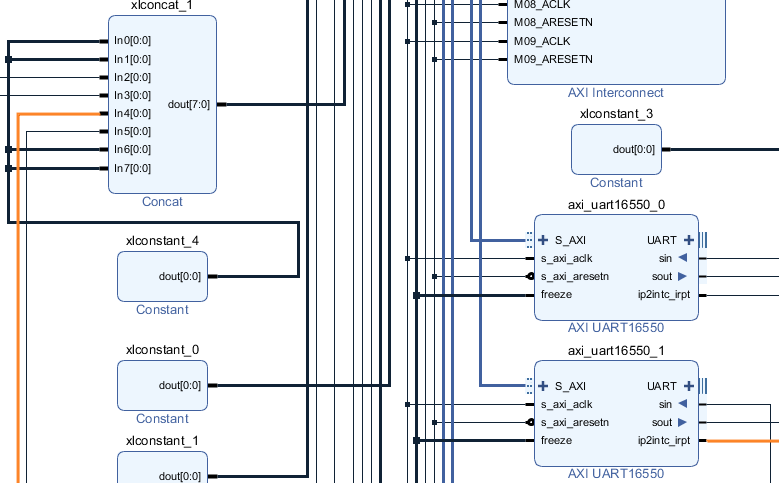 xlconcat_1
In0[0:0]
In1[0:0]
In2[0:0]
In3[0:0]
In4[0:0]
In5[0:0]
In6[0:0]
In7[0:0]
dout[7:0]
Concat
xlconstant_4
dout[0:0]
Constant
xlconstant_0
dout[0:0]
Constant
xlconstant_1
dout[0:0]
M08_ACLK
M08_ARESETN
M09_ACLK
M09_ARESETN
AXI Interconnect
xlconstant_3
dout[0:0]
Constant
axi_uart16550_0
S_AXI
s_axi_aclk
s_axi_aresetn
freeze
UART
sin
sout
ip2intc_irpt
AXI UART16550
axi_uart16550_1
S_AXI
s_axi_aclk
s_axi_aresetn
freeze
UART
sin
sout
ip2intc_irpt
AXI UART16550